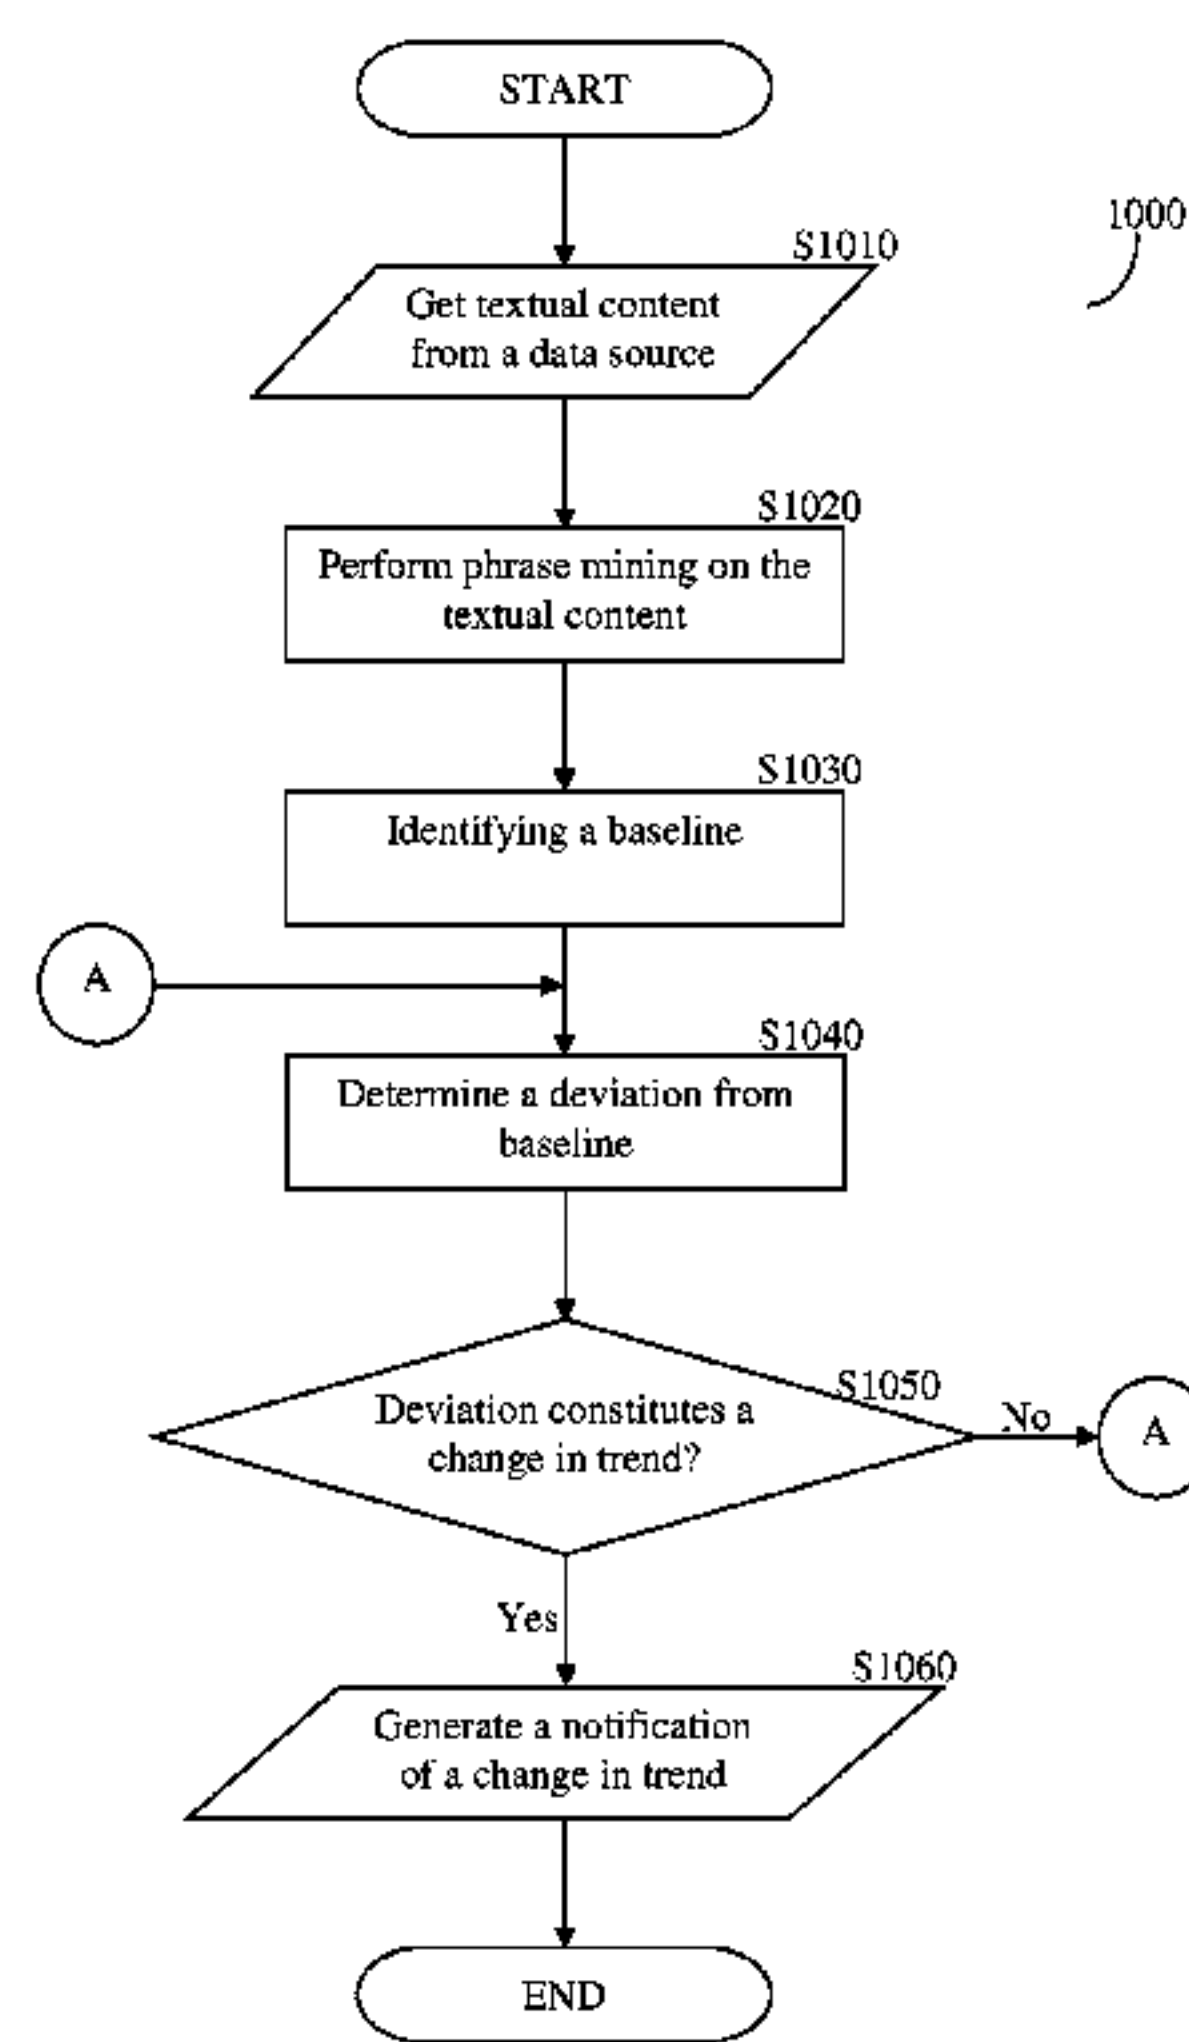 START
1000
S1010
Get textual content
from a data source
S1020
Perform phrase mining on the
textual content
S1030
Identifying a baseline
A
S1040
Determine a deviation from
baseline
S1050
Deviation constitutes a
change in trend?
No
A
Yes
S1060
Generate a notification
of a change in trend
END